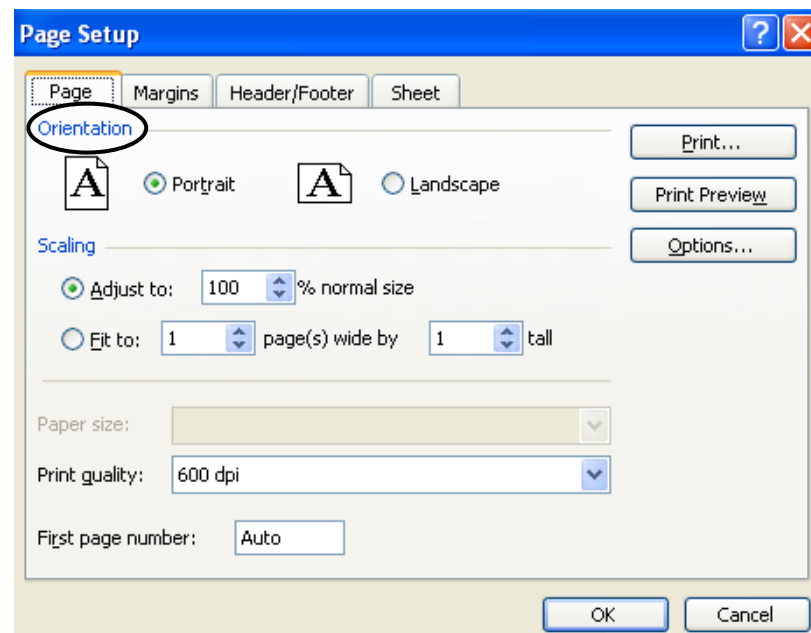 Page Setup
Page Margins Header/Footer Sheet
Orientation
Print...
A Portrait A Landscape
Print Preview
Scaling
Options...
Adjust to: 100 % normal size
Fit to: 1 page(s) wide by 1 tall
Paper size:
Print quality: 600 dpi
First page number: Auto
OK Cancel